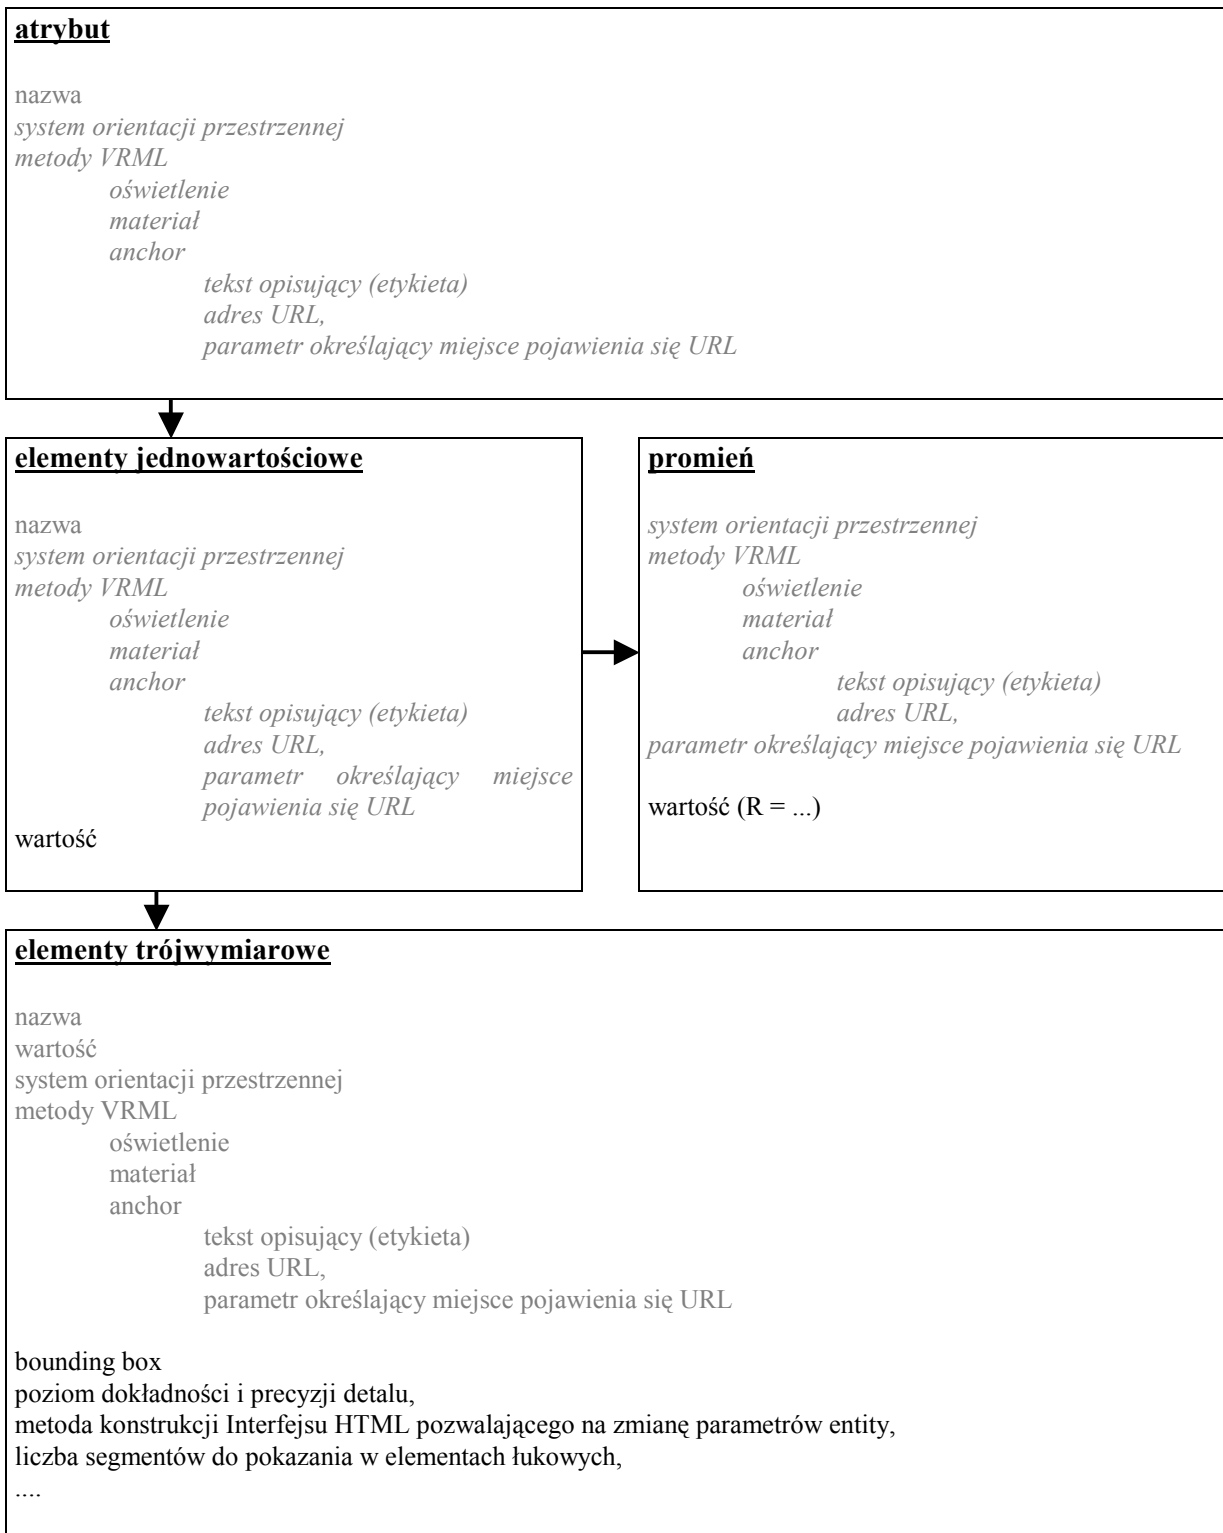 atrybut
nazwa
system orientacji przestrzennej
metody VRML
oświetlenie
materiał
anchor
tekst opisujący (etykieta)
adres URL,
parametr określający miejsce pojawienia się URL
elementy jednowartościowe
nazwa
system orientacji przestrzennej
metody VRML
oświetlenie
materiał
anchor
tekst opisujący (etykieta)
adres URL,
parametr określający miejsce
pojawienia się URL
wartość
promień
system orientacji przestrzennej
metody VRML
oświetlenie
materiał
anchor
tekst opisujący (etykieta)
adres URL,
parametr określający miejsce pojawienia się URL
wartość (R = ...)
elementy trójwymiarowe
nazwa
wartość
system orientacji przestrzennej
metody VRML
oświetlenie
materiał
anchor
tekst opisujący (etykieta)
adres URL,
parametr określający miejsce pojawienia się URL
bounding box
poziom dokładności i precyzji detalu,
metoda konstrukcji Interfejsu HTML pozwalającego na zmianę parametrów entity,
liczba segmentów do pokazania w elementach łukowych,
....